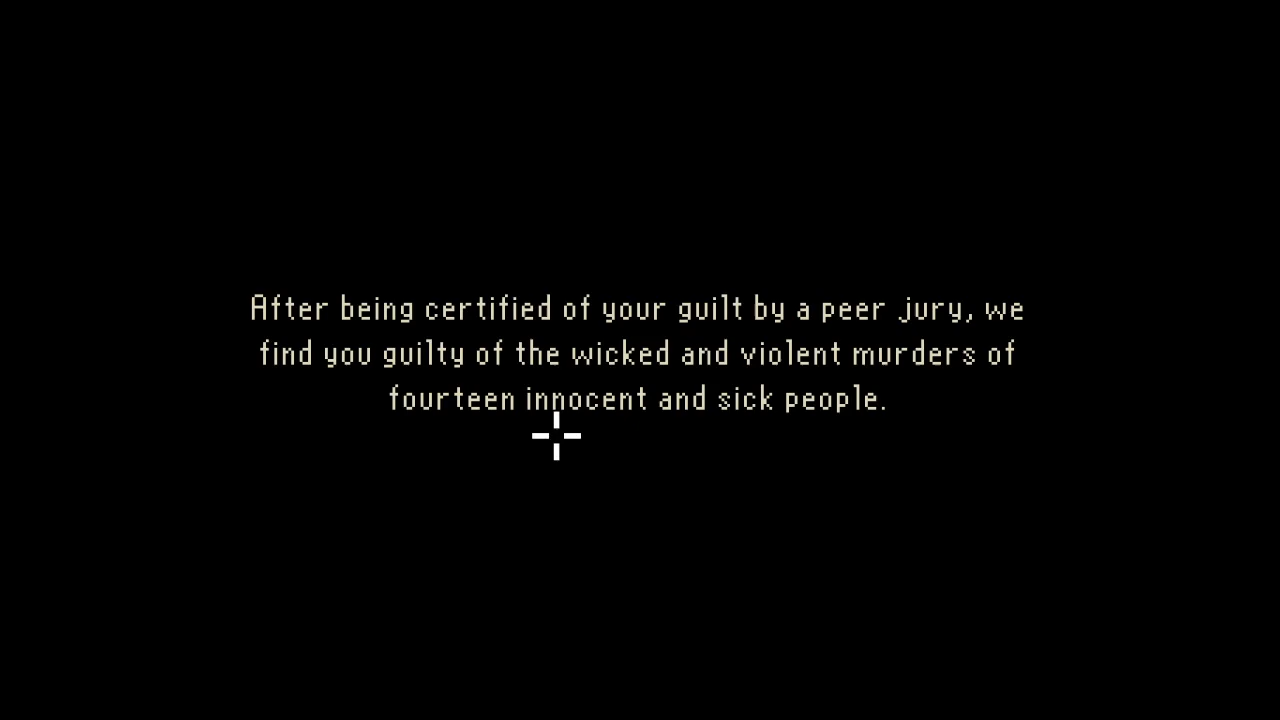 After being certified of your guilt by a peer jury, we
find you guilty of the wicked and violent murders of
fourteen innocent and sick people.